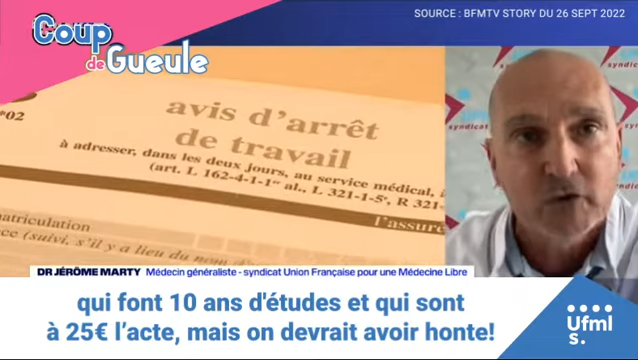 SOURCE : BFMTV STORY DU 26 SEPT 2022
Coup
de Gueule
°02
avis d'arrêt
de travail
à adresser, dans les deux jours, au service médical, à
(art. L 162-4-1-1° al., L 321-1-5°, R 321-
l'assuré
matriculation
(suivi, s'il y a lieu du nom d
syndicat
syndicat
DR JÉRÔME MARTY Médecin généraliste - syndicat Union Française pour une Médecine Libre
qui font 10 ans d'études et qui sont
à 25€ l'acte, mais on devrait avoir honte!
Ufml
s.